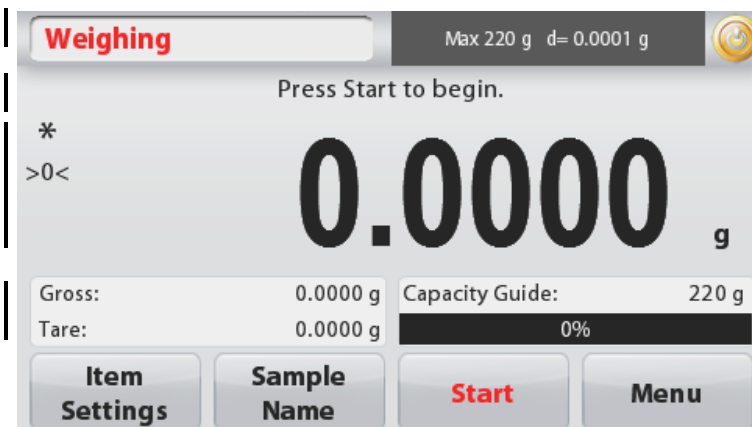 Weighing
Max 220 g d= 0.0001 g
Press Start to begin.
*
>0<
0.0000 g
Gross: 0.0000 g
Capacity Guide: 220 g
Tare: 0.0000 g
0%
Item
Settings
Sample
Name
Start
Menu